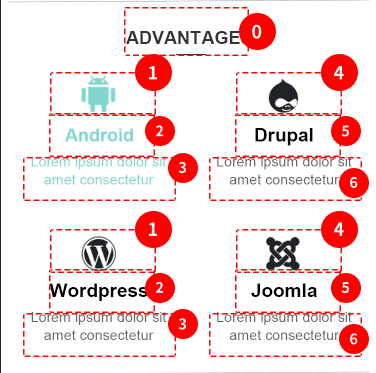 ADVANTAGE 0
1 4
Android 2 Drupal 5
Lorem ipsum dolor sit 3 Lorem ipsum dolor sit
amet consectetur amet consectetur 6
1 4
Wordpress 2 Joomla 5
Lorem ipsum dolor sit 3 Lorem ipsum dolor sit
amet consectetur amet consectetur 6